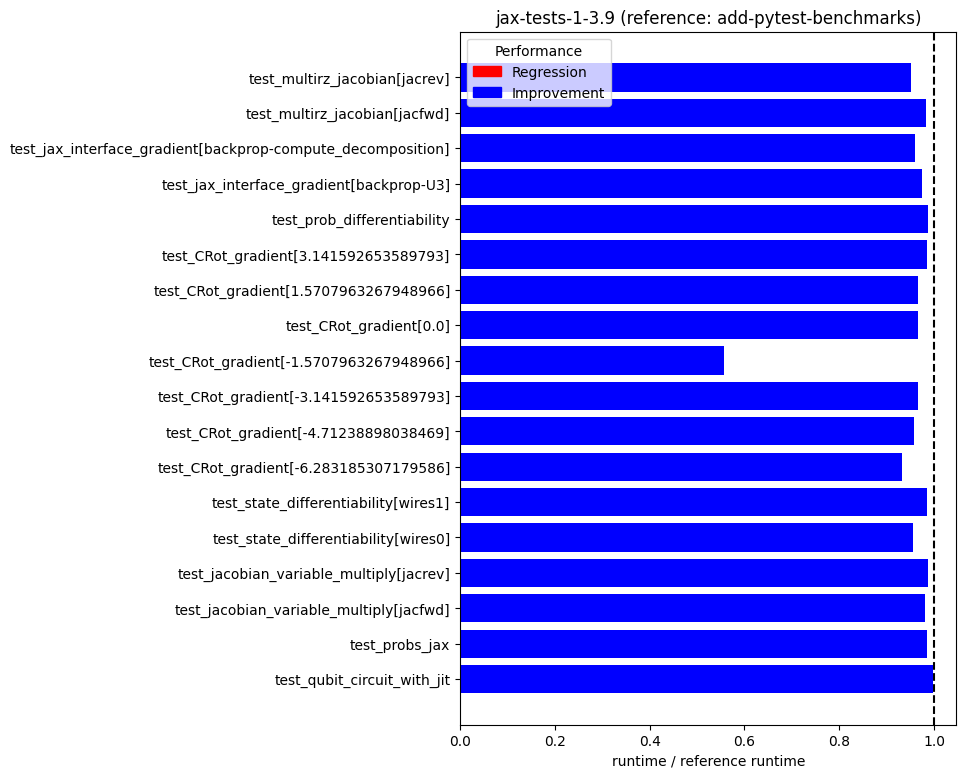 jax-tests-1-3.9 (reference: add-pytest-benchmarks)
Performance
Regression
Improvement
test_multirz_jacobian[jacrev]
test_multirz_jacobian[jacfwd]
test_jax_interface_gradient[backprop-compute_decomposition]
test_jax_interface_gradient[backprop-U3]
test_prob_differentiability
test_CRot_gradient[3.141592653589793]
test_CRot_gradient[1.5707963267948966]
test_CRot_gradient[0.0]
test_CRot_gradient[-1.5707963267948966]
test_CRot_gradient[-3.141592653589793]
test_CRot_gradient[-4.71238898038469]
test_CRot_gradient[-6.283185307179586]
test_state_differentiability[wires1]
test_state_differentiability[wires0]
test_jacobian_variable_multiply[jacrev]
test_jacobian_variable_multiply[jacfwd]
test_probs_jax
test_qubit_circuit_with_jit
0.0 0.2 0.4 0.6 0.8 1.0
runtime / reference runtime